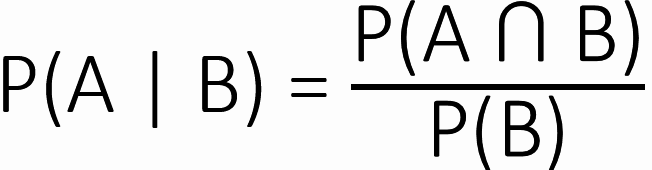 P(A | B) = P(A ∩ B)
P(B)